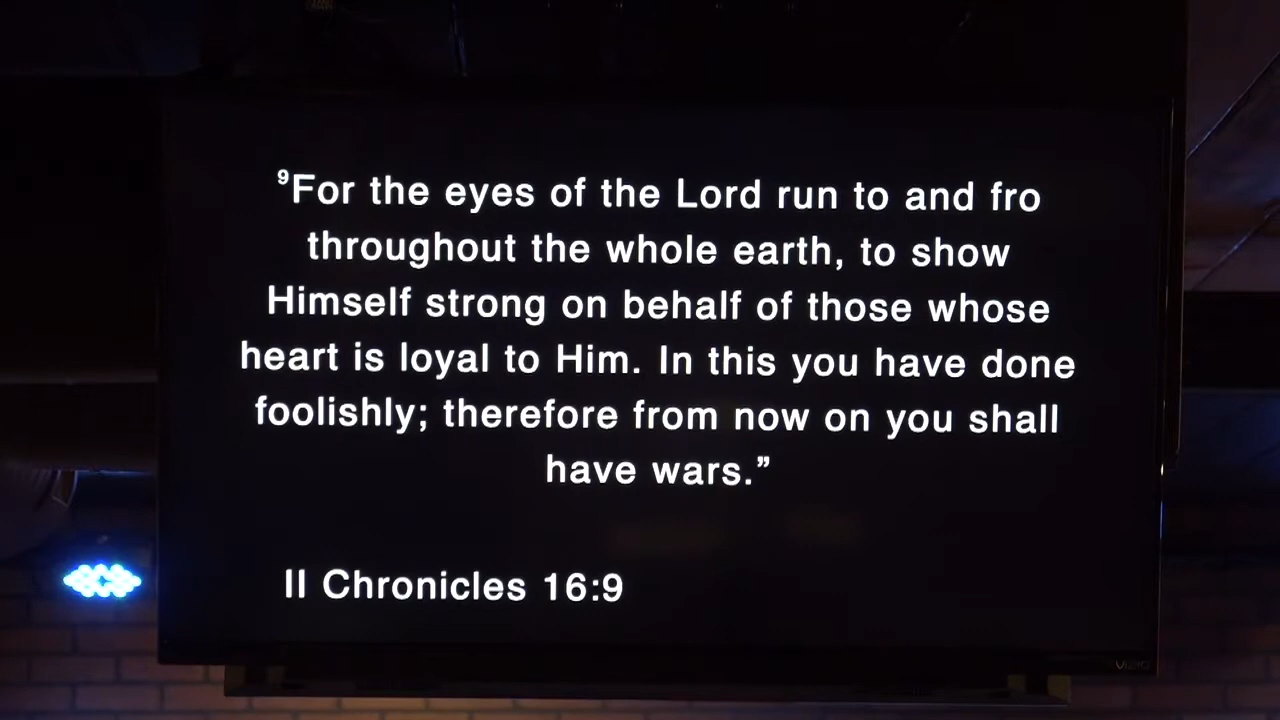 ⁹For the eyes of the Lord run to and fro
throughout the whole earth, to show
Himself strong on behalf of those whose
heart is loyal to Him. In this you have done
foolishly; therefore from now on you shall
have wars.”
II Chronicles 16:9
VIZIO